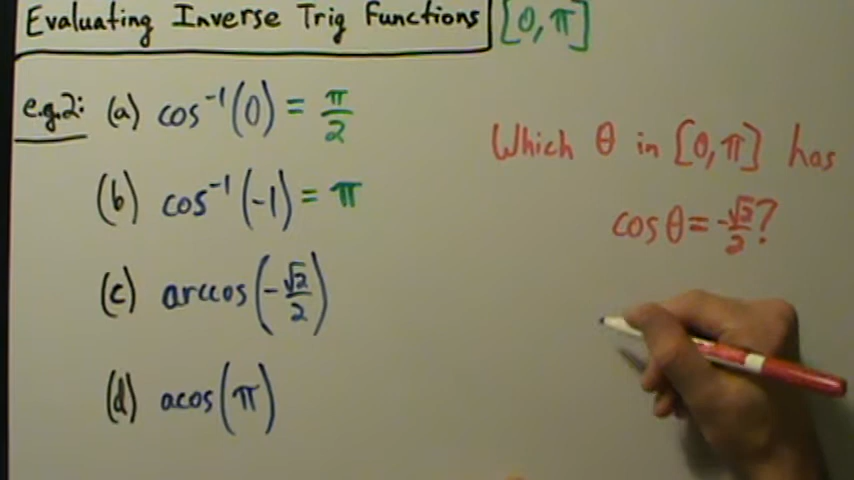 Evaluating Inverse Trig Functions [0, π]
e.g.2: (a) cos⁻¹(0) = π/2
(b) cos⁻¹(-1) = π
(c) arccos(-√2/2)
(d) acos(π)
Which θ in [0, π] has
cos θ = -√2/2?